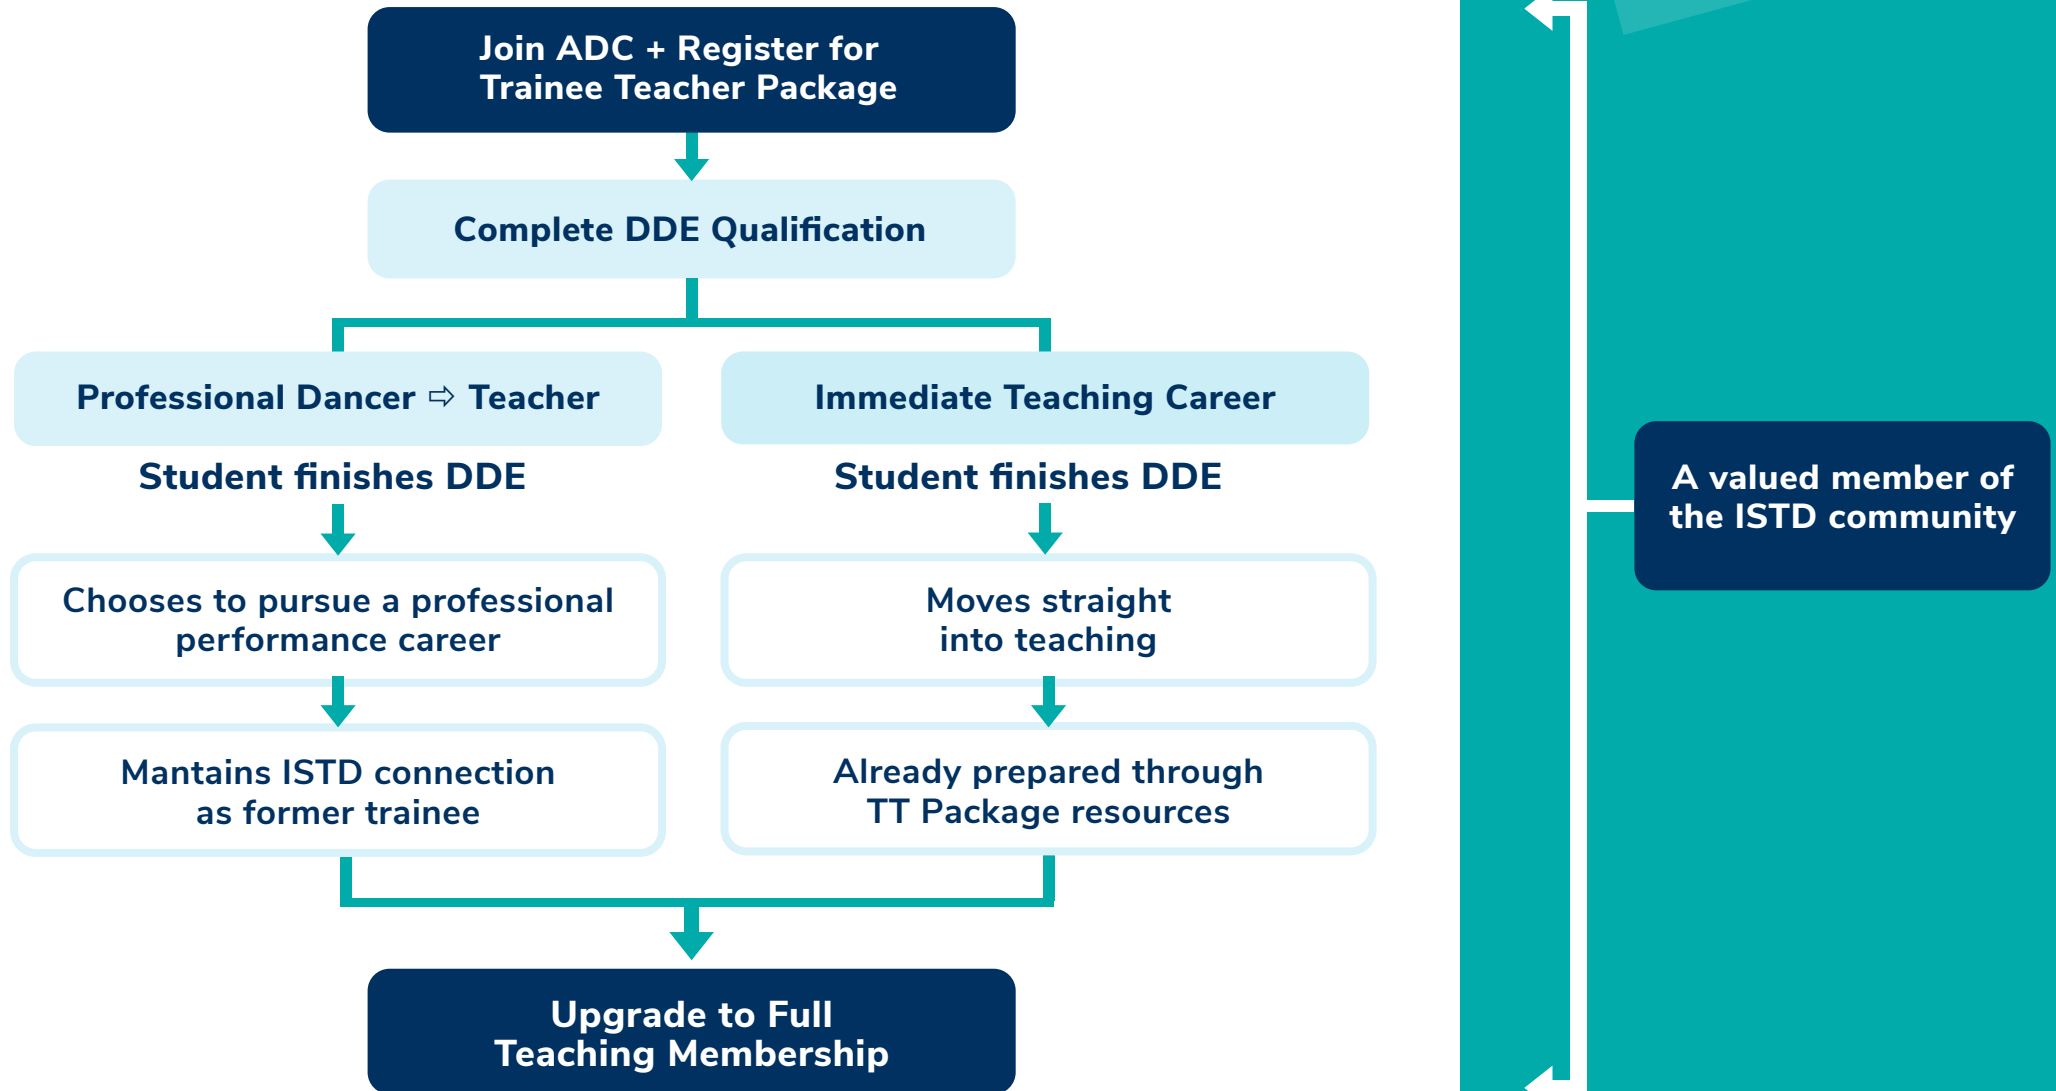 Join ADC + Register for
Trainee Teacher Package
Complete DDE Qualification
Professional Dancer ⇨ Teacher
Student finishes DDE
Chooses to pursue a professional
performance career
Mantains ISTD connection
as former trainee
Immediate Teaching Career
Student finishes DDE
Moves straight
into teaching
Already prepared through
TT Package resources
Upgrade to Full
Teaching Membership
A valued member of
the ISTD community